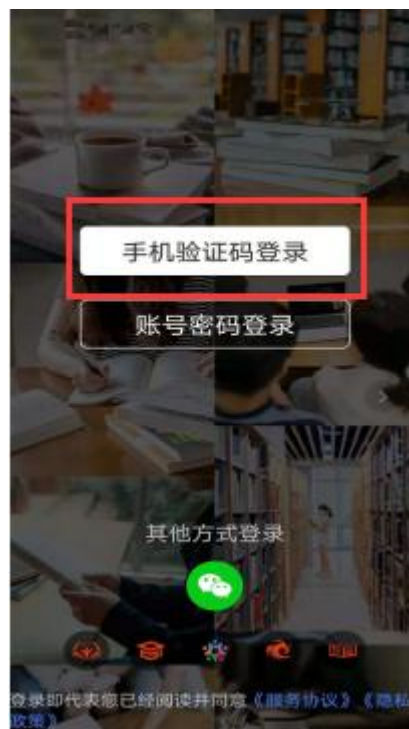 手机验证码登录
账号密码登录
其他方式登录
登录即代表您已经阅读并同意《服务协议》《隐私
政策》